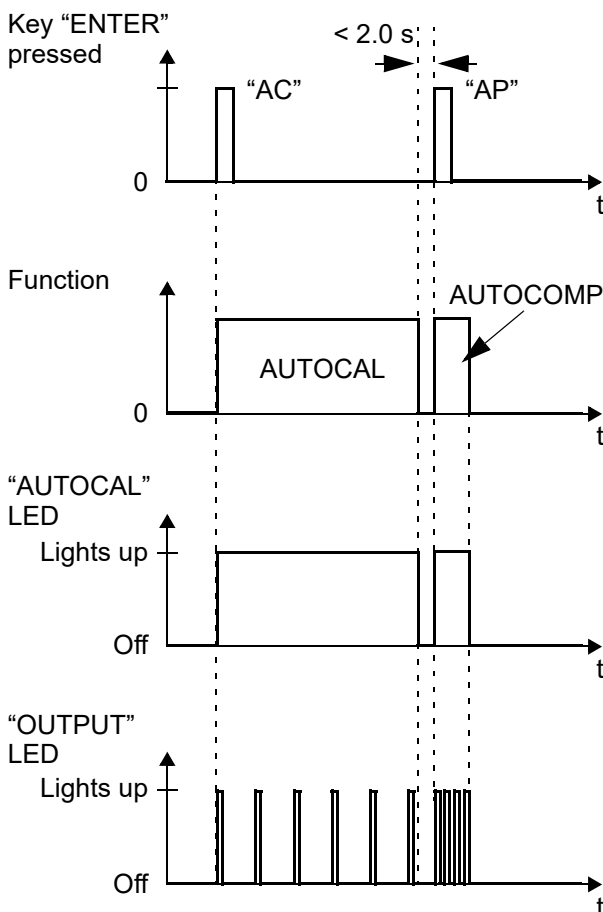 Key “ENTER”
pressed
< 2.0 s
“AC”
“AP”
0
t
Function
AUTOCOMP
AUTOCAL
0
t
“AUTOCAL”
LED
Lights up
Off
t
“OUTPUT”
LED
Lights up
Off
t